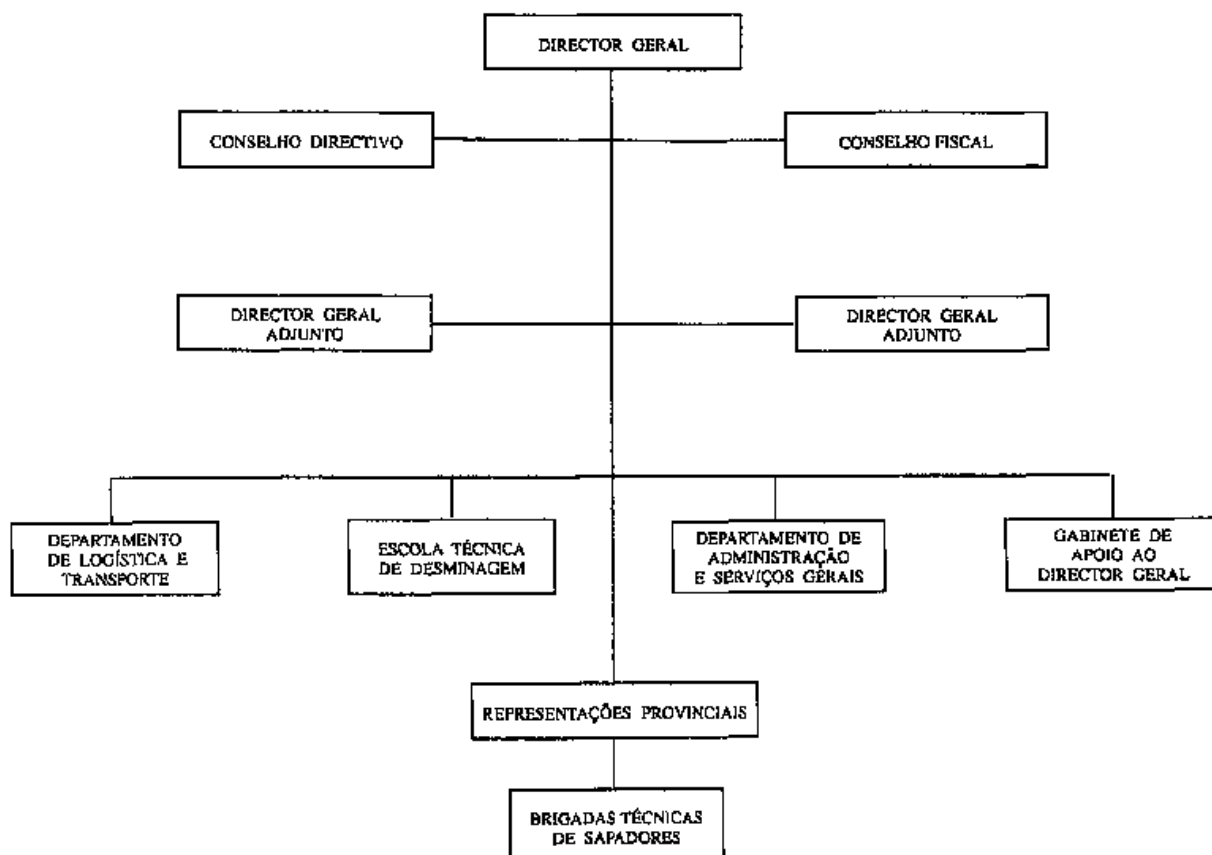 DIRECTOR GERAL
CONSELHO DIRECTIVO
CONSELHO FISCAL
DIRECTOR GERAL
ADJUNTO
DIRECTOR GERAL
ADJUNTO
DEPARTAMENTO
DE LOGÍSTICA E
TRANSPORTE
ESCOLA TÉCNICA
DE DESMINAGEM
DEPARTAMENTO DE
ADMINISTRAÇÃO
E SERVIÇOS GERAIS
GABINETE DE
APOIO AO
DIRECTOR GERAL
REPRESENTAÇÕES PROVINCIAIS
BRIGADAS TÉCNICAS
DE SAPADORES